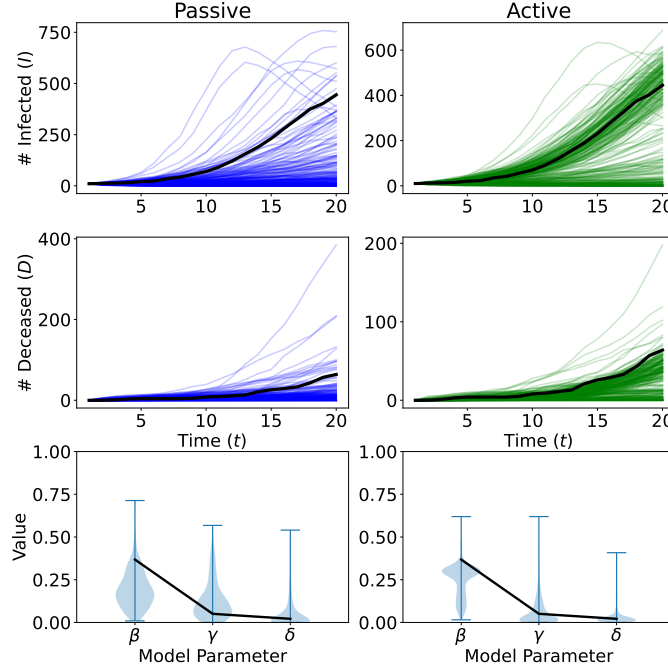 Passive Active
# Infected (I)
750
500
250
0
5 10 15 20
600
400
200
0
5 10 15 20
# Deceased (D)
400
200
0
5 10 15 20
Time (t)
200
100
0
5 10 15 20
Time (t)
Value
1.00
0.75
0.50
0.25
0.00
β γ δ
Model Parameter
1.00
0.75
0.50
0.25
0.00
β γ δ
Model Parameter